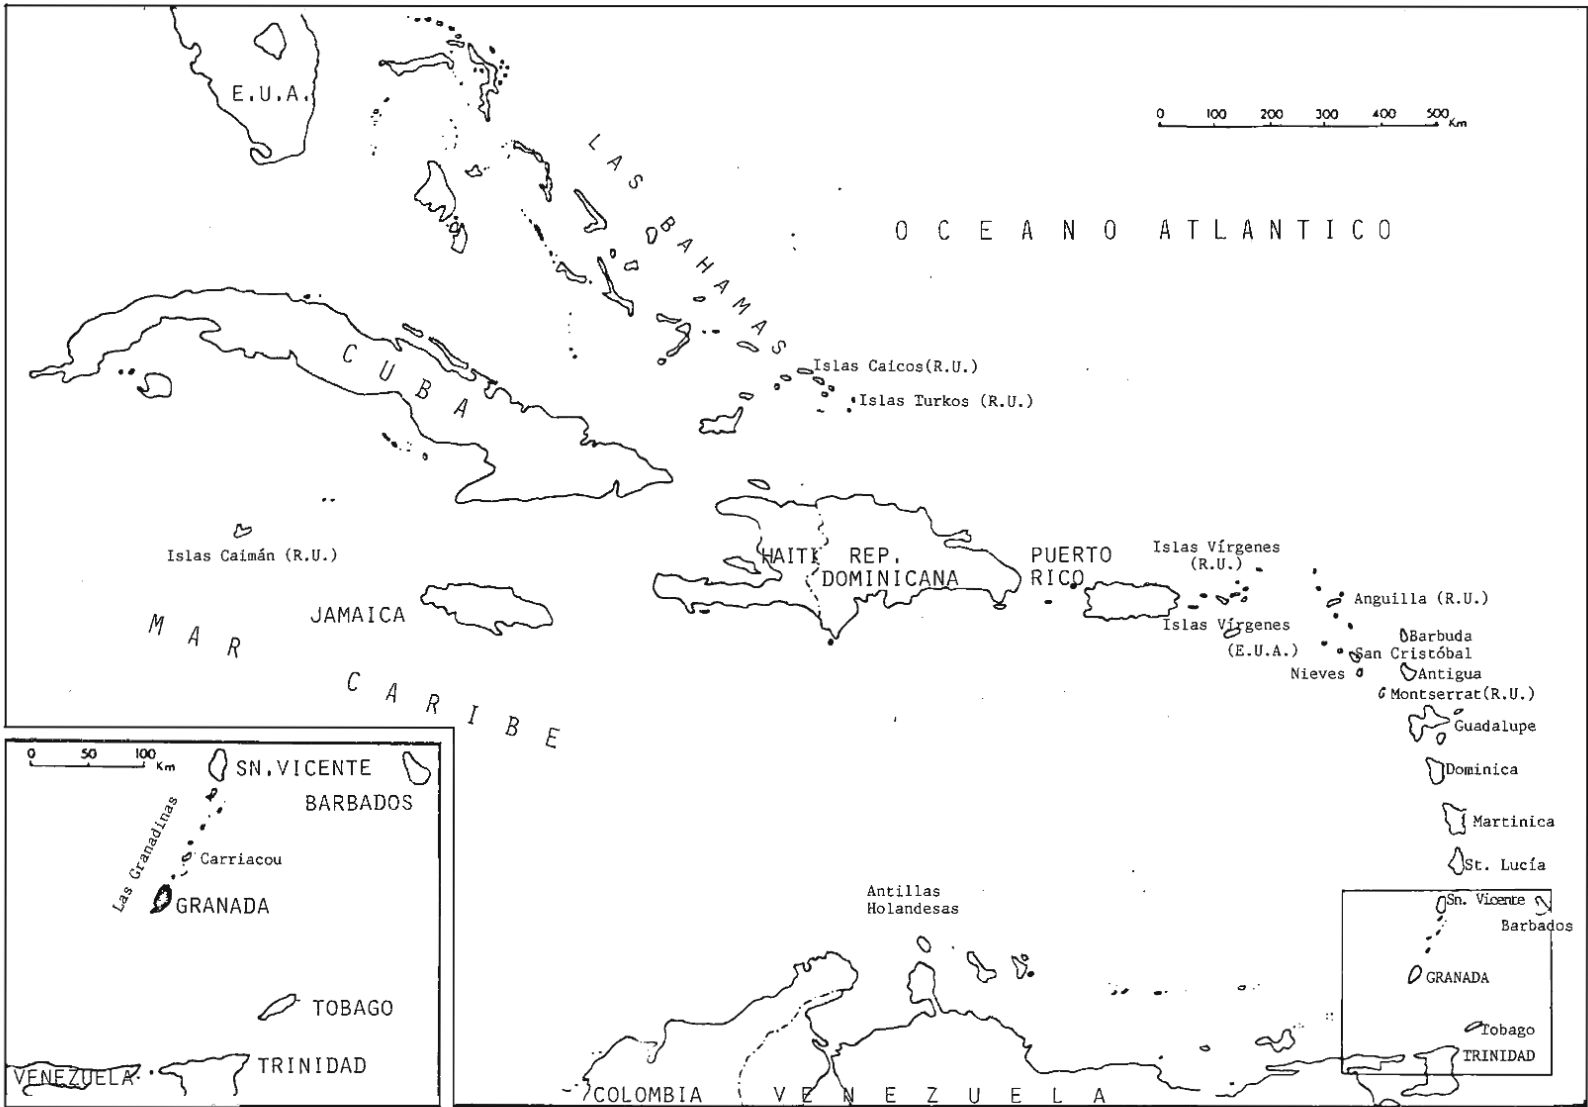 E.U.A.
0 100 200 300 400 500
Km
LAS BAHAMAS
OCEANO ATLANTICO
CUBA
Islas Caicos(R.U.)
Islas Turkos (R.U.)
Islas Caimán (R.U.)
JAMAICA
HAITI
REP.
DOMINICANA
PUERTO
RICO
Islas Vírgenes
(R.U.)
Islas Vírgenes
(E.U.A.)
Anguilla (R.U.)
Barbuda
San Cristóbal
Nieves
Antigua
Montserrat(R.U.)
Guadalupe
Dominica
Martinica
St. Lucía
MAR
CARIBE
Antillas
Holandesas
Sn. Vicente
Barbados
GRANADA
Tobago
TRINIDAD
COLOMBIA
VENEZUELA
0 50 100
Km
SN.VICENTE
BARBADOS
Las Granadinas
Carriacou
GRANADA
TOBAGO
TRINIDAD
VENEZUELA